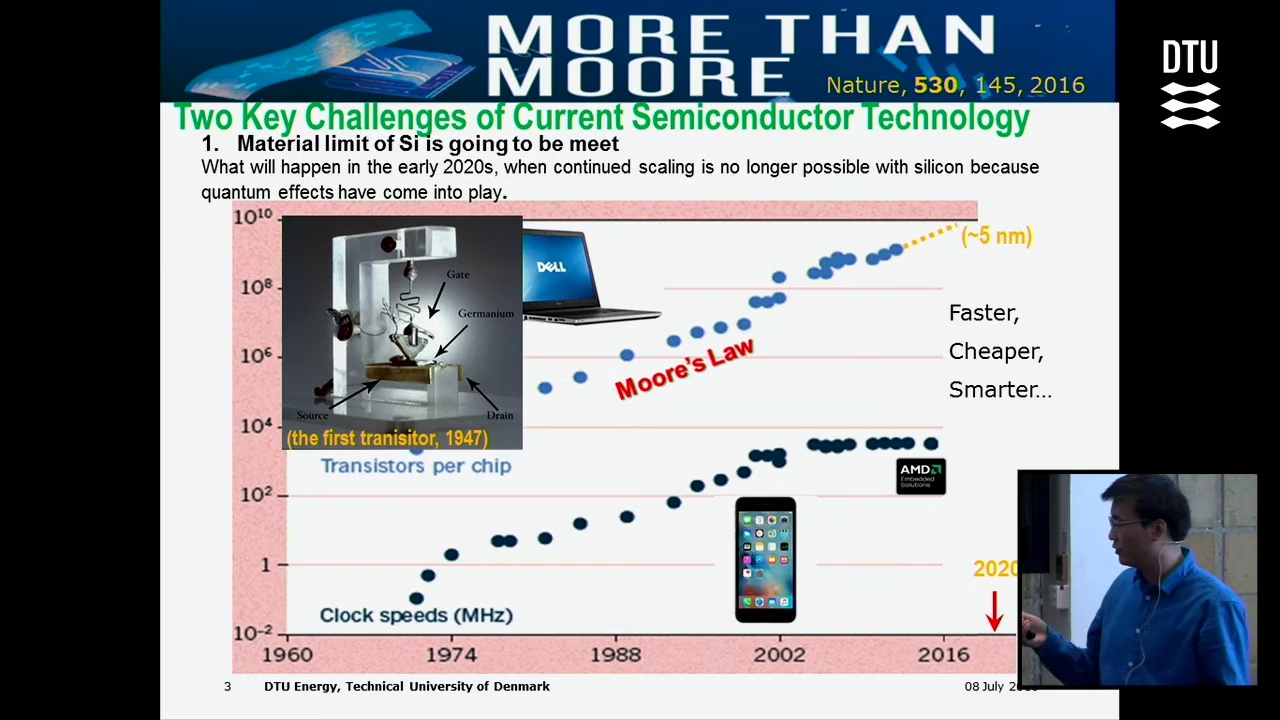 MORE THAN
MOORE
Nature, 530, 145, 2016
DTU
Two Key Challenges of Current Semiconductor Technology
1. Material limit of Si is going to be meet
What will happen in the early 2020s, when continued scaling is no longer possible with silicon because
quantum effects have come into play.
10¹⁰
(~5 nm)
DELL
Gate
10⁸
Germanium
Faster,
Cheaper,
10⁶
Moore's Law
Smarter...
Source
Drain
10⁴
(the first tranisitor, 1947)
Transistors per chip
AMD
Embedded
Solutions
10²
1
2020
Clock speeds (MHz)
10⁻²
1960
1974
1988
2002
2016
3
DTU Energy, Technical University of Denmark
08 July